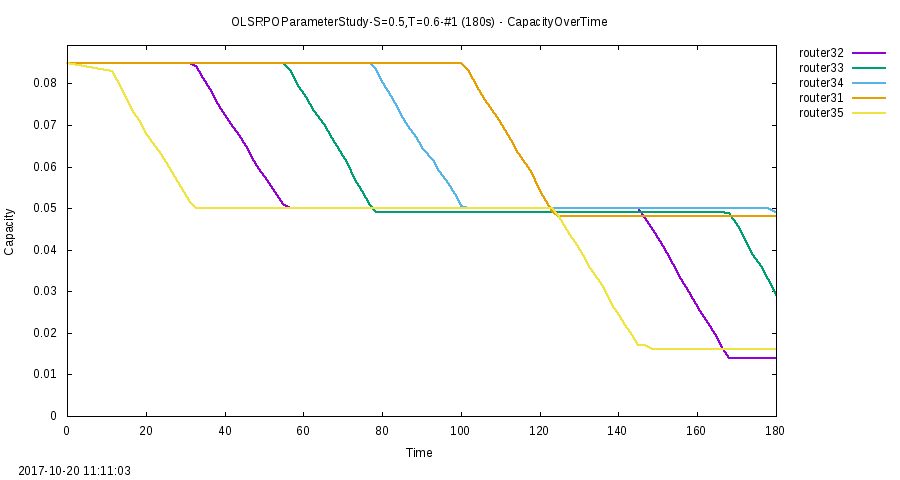 OLSRPOParameterStudy-S=0.5,T=0.6-#1 (180s) - CapacityOverTime
router32
router33
router34
router31
router35
0.08
0.07
0.06
0.05
0.04
0.03
0.02
0.01
0
Capacity
0 20 40 60 80 100 120 140 160 180
Time
2017-10-20 11:11:03